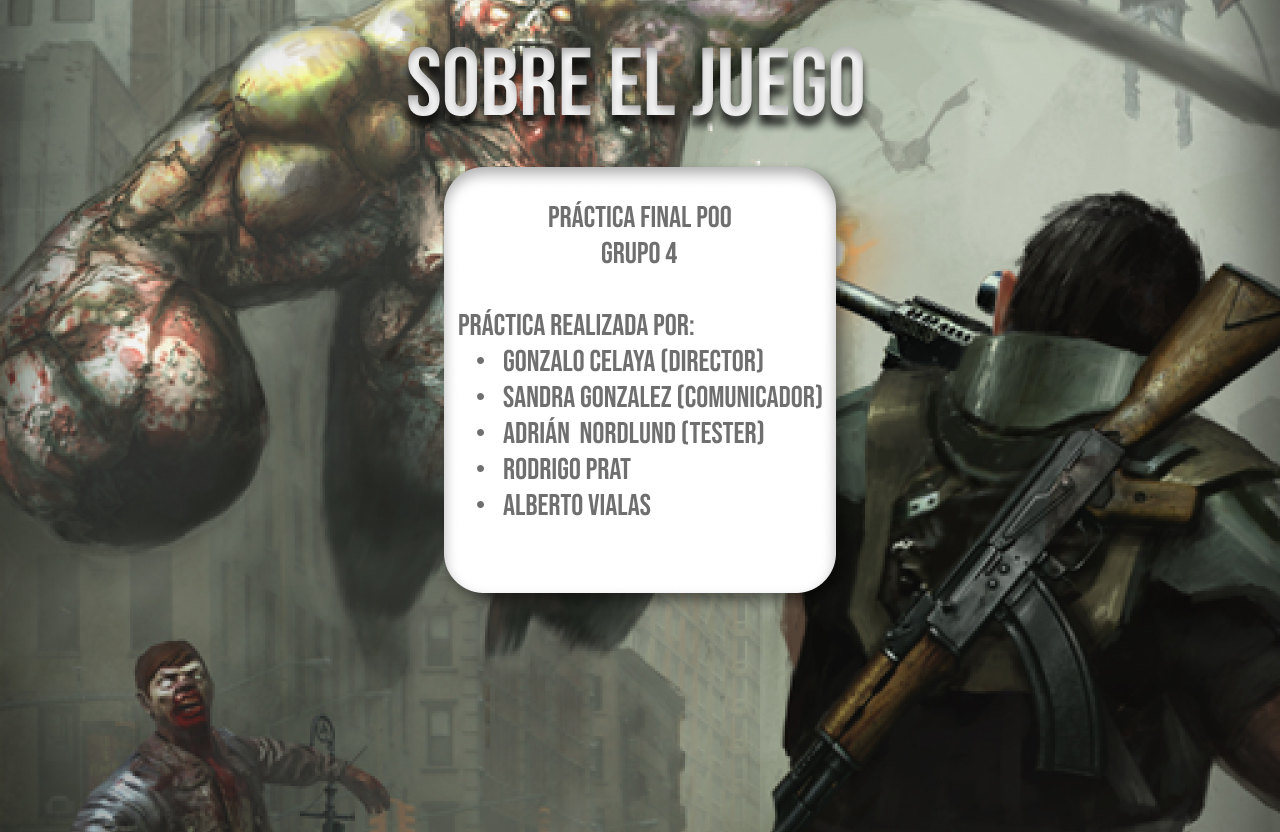 SOBRE EL JUEGO
PRÁCTICA FINAL POO
GRUPO 4
PRÁCTICA REALIZADA POR:
• GONZALO CELAYA (DIRECTOR)
• SANDRA GONZALEZ (COMUNICADOR)
• ADRIÁN NORDLUND (TESTER)
• RODRIGO PRAT
• ALBERTO VIALAS